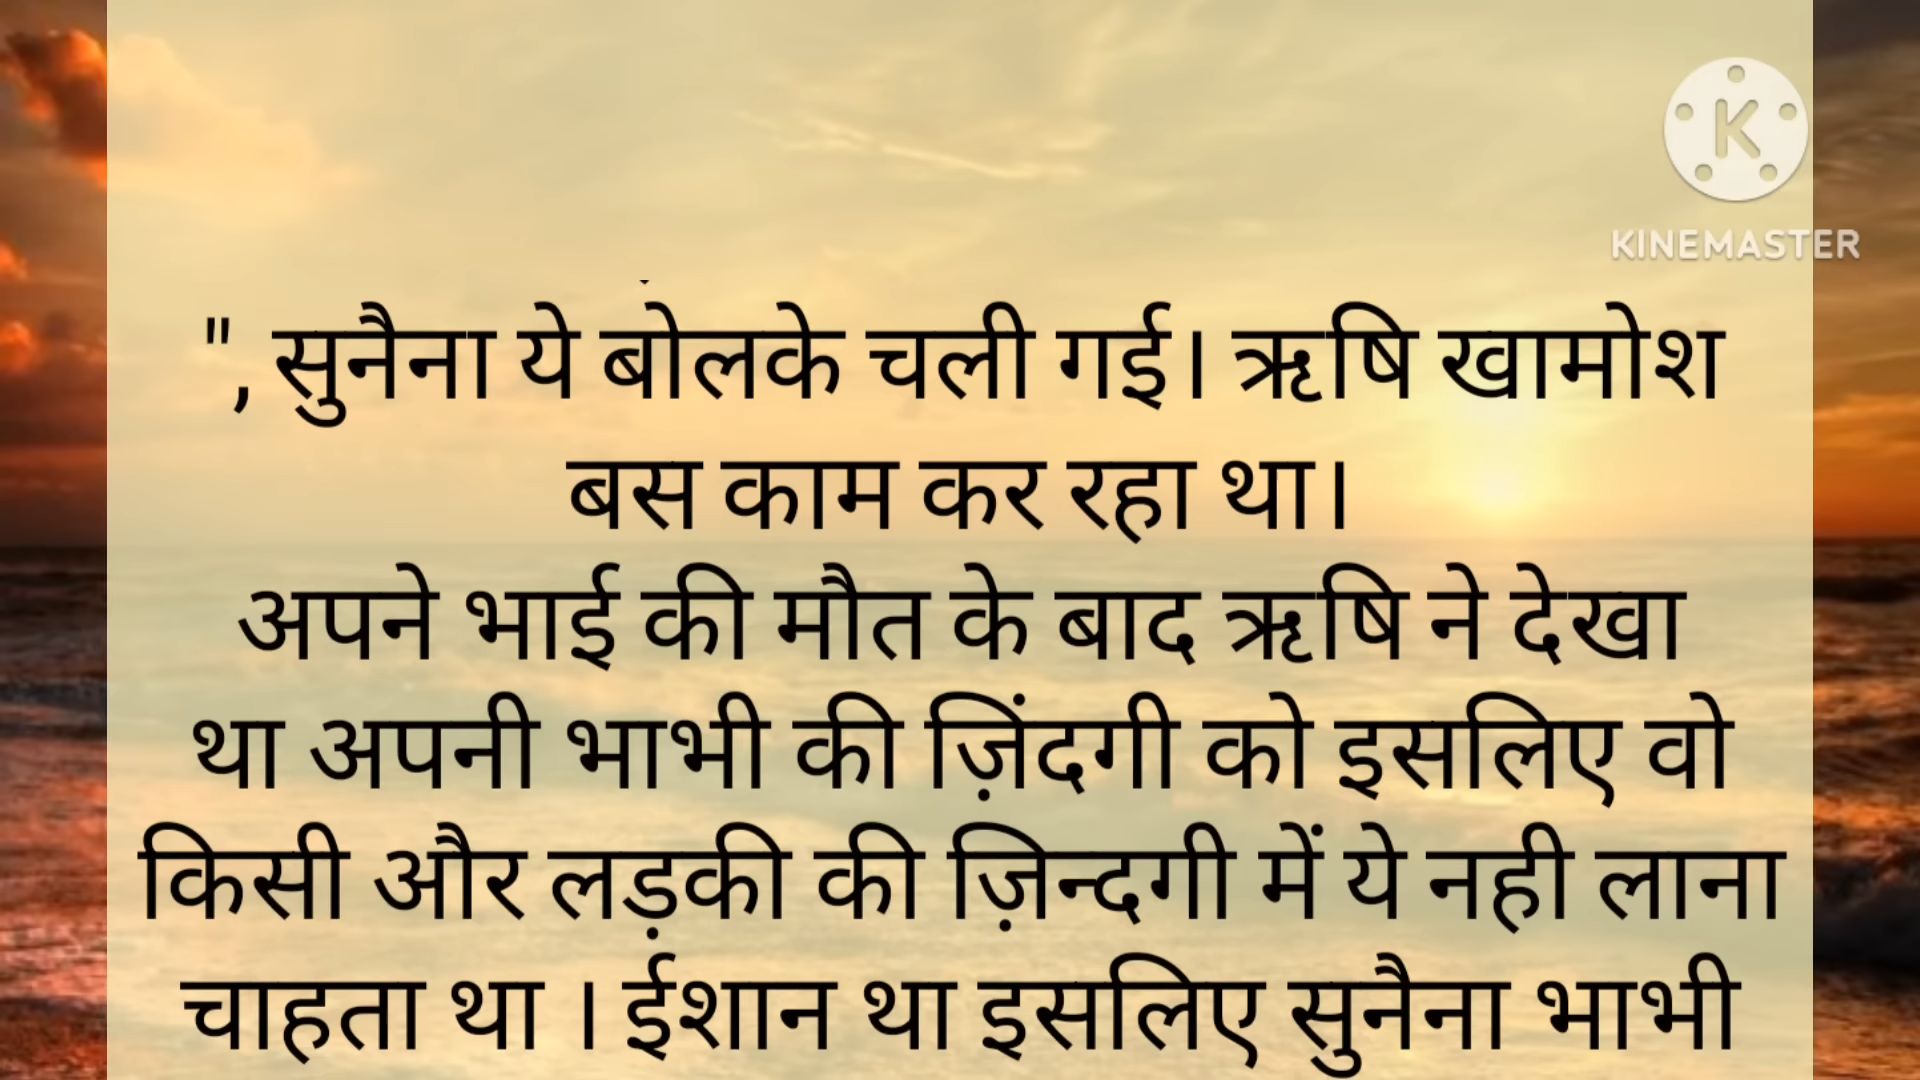 KINEMASTER
", सुनैना ये बोलके चली गई। ऋषि खामोश
बस काम कर रहा था।
अपने भाई की मौत के बाद ऋषि ने देखा
था अपनी भाभी की ज़िंदगी को इसलिए वो
किसी और लड़की की ज़िन्दगी में ये नही लाना
चाहता था । ईशान था इसलिए सुनैना भाभी